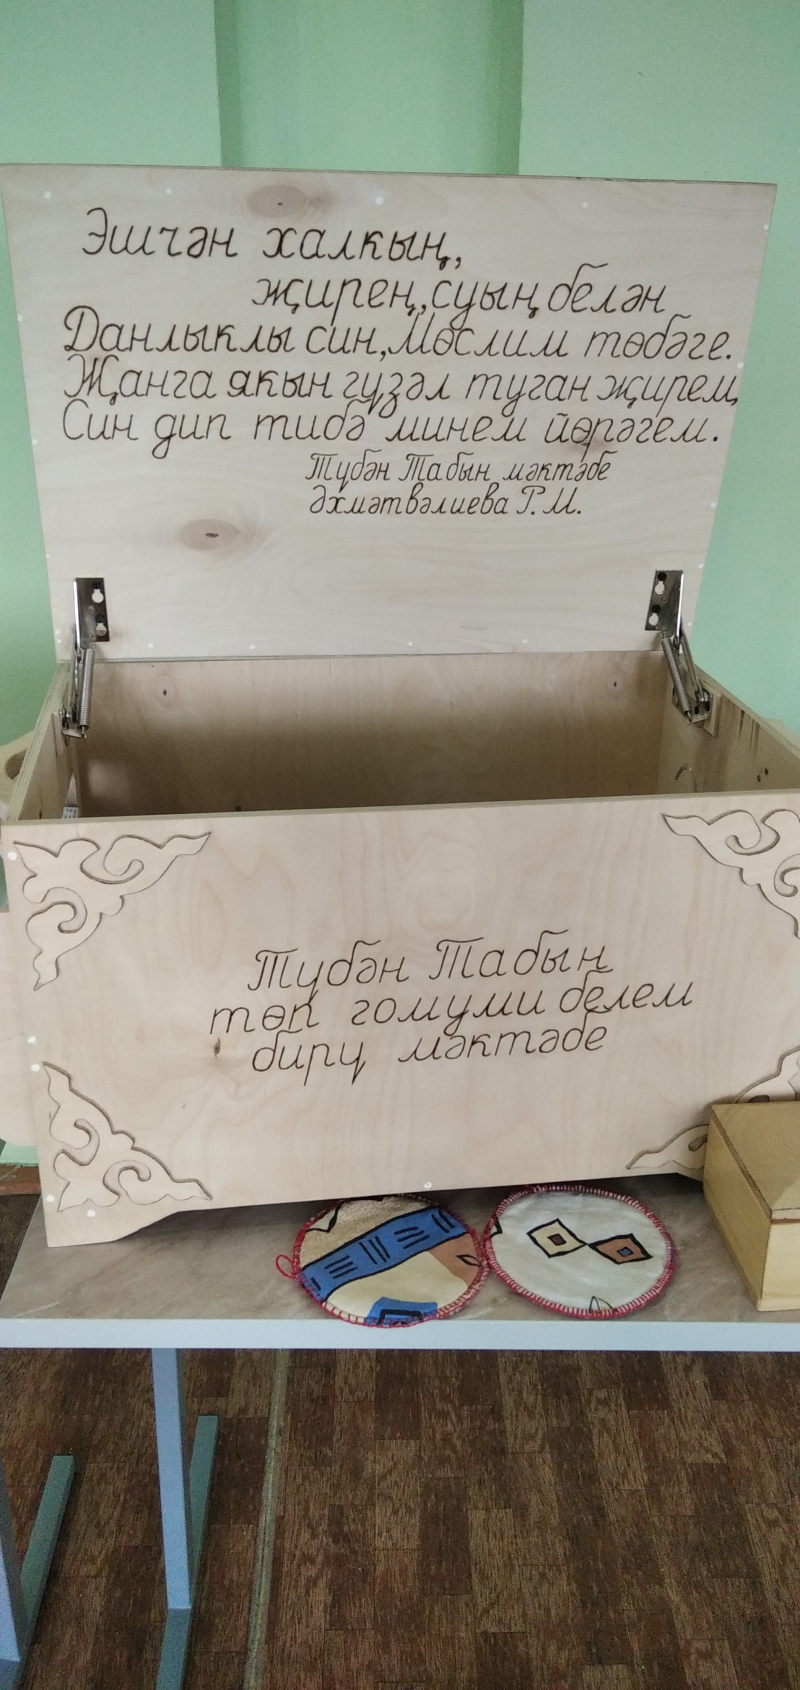 Эшчән халкың,
җирең, суың белән
Данлыклы син, Мөслим төбәге.
Җанга якын гүзәл туган җирем,
Син дип тибә минем йөрәгем.
Түбән Табын мәктәбе
Әхмәтвәлиева Р. М.
Түбән Табын
төп гомуми белем
бирү мәктәбе